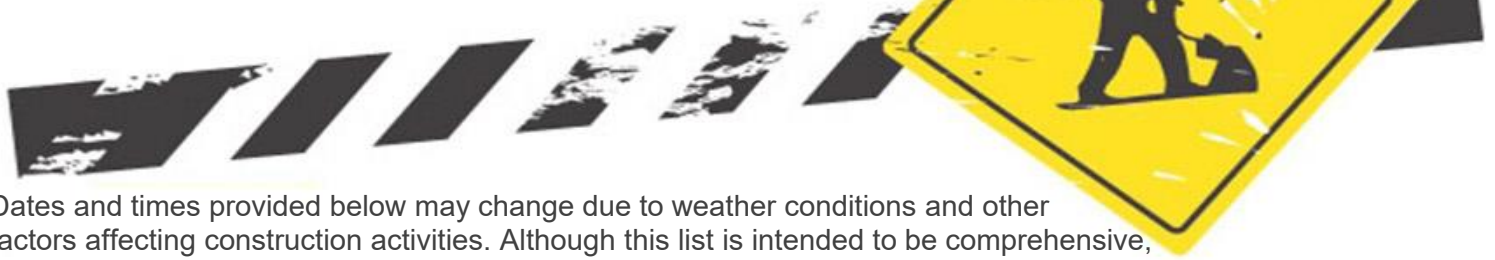 Dates and times provided below may change due to weather conditions and other
actors affecting construction activities. Although this list is intended to be comprehensive,